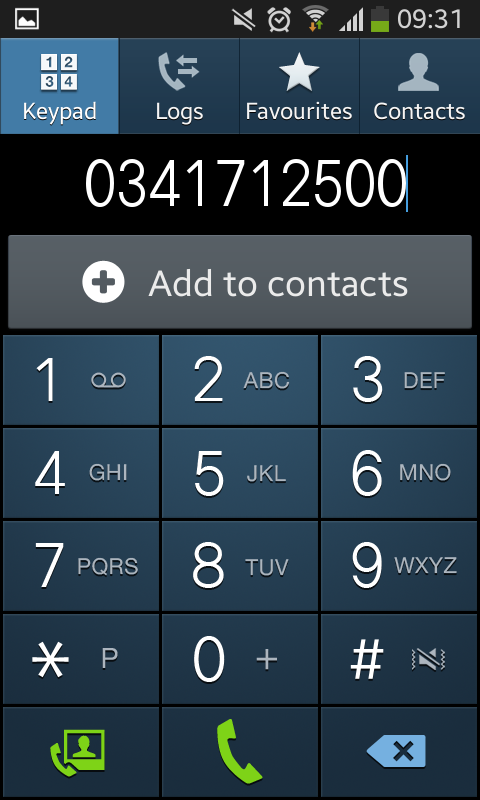 09:31
1 2
3 4
Keypad Logs Favourites Contacts
0341712500
Add to contacts
1 2 ABC 3 DEF
4 GHI 5 JKL 6 MNO
7 PQRS 8 TUV 9 WXYZ
* P 0 + #